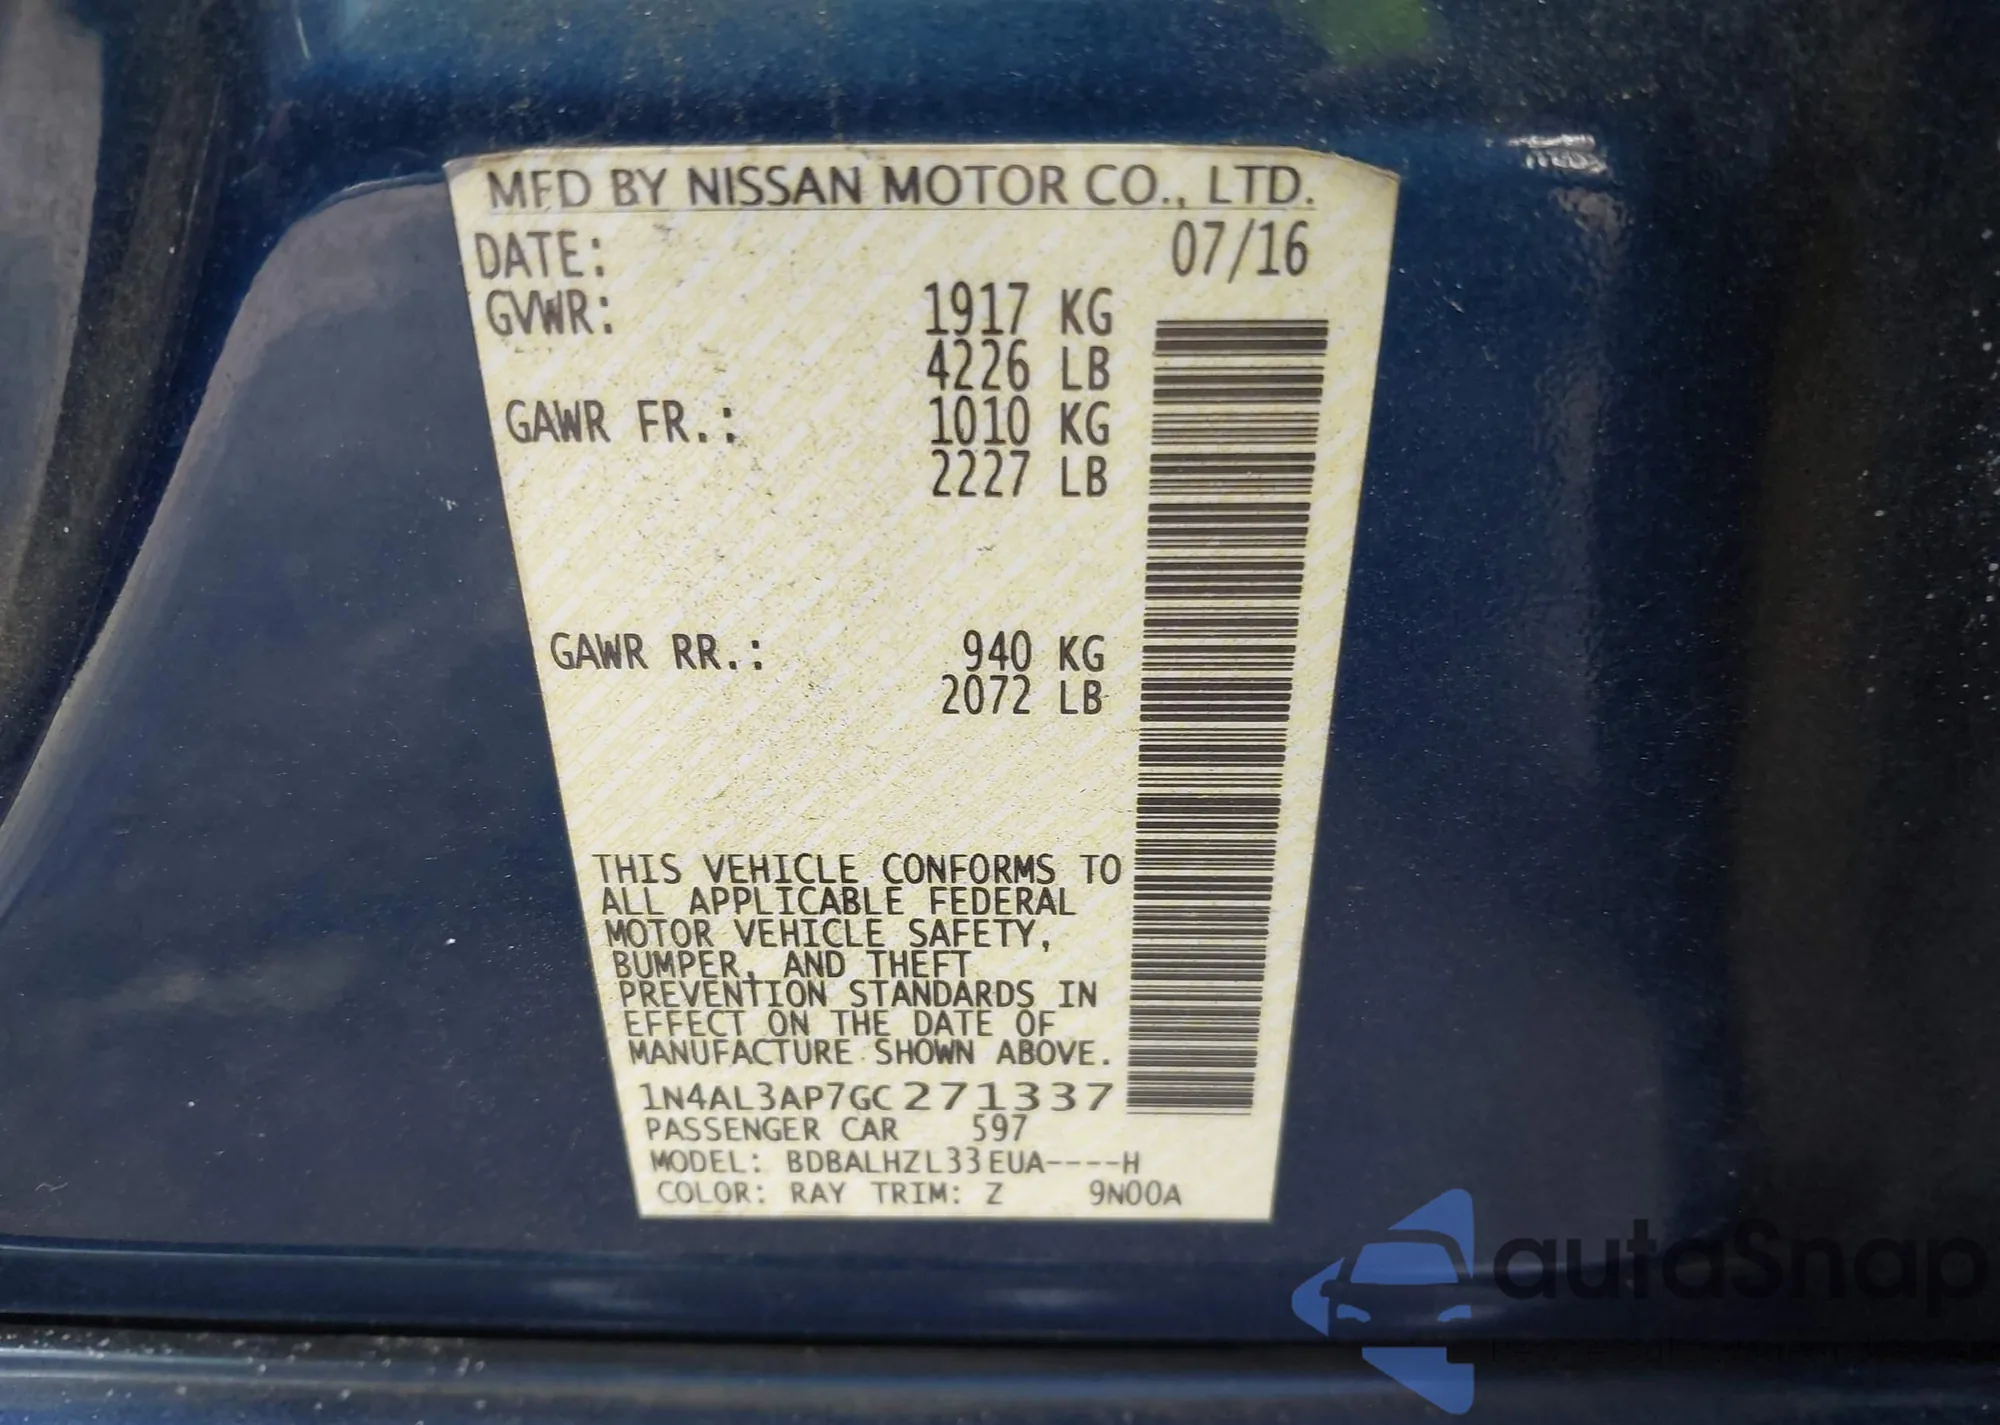 MFD BY NISSAN MOTOR CO., LTD.
DATE: 07/16
GVWR: 1917 KG
4226 LB
GAWR FR.: 1010 KG
2227 LB
GAWR RR.: 940 KG
2072 LB
THIS VEHICLE CONFORMS TO
ALL APPLICABLE FEDERAL
MOTOR VEHICLE SAFETY,
BUMPER, AND THEFT
PREVENTION STANDARDS IN
EFFECT ON THE DATE OF
MANUFACTURE SHOWN ABOVE.
1N4AL3AP7GC271337
PASSENGER CAR 597
MODEL: BDBALHZL33EUA----H
COLOR: RAY TRIM: Z 9N00A
autaSnap